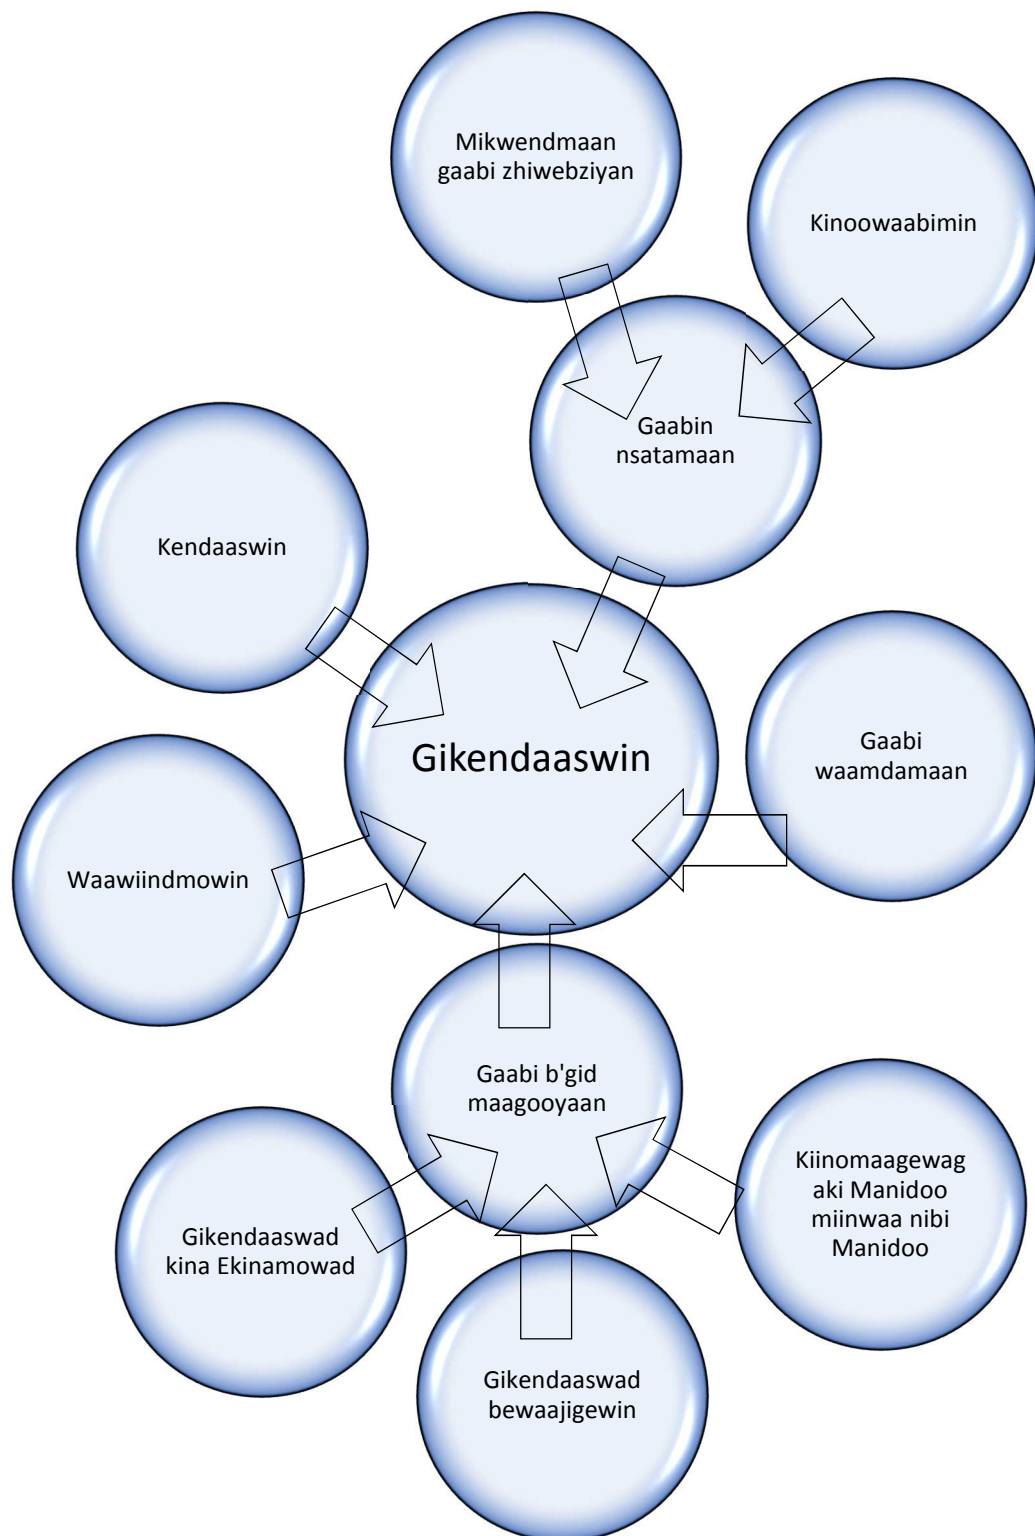 Mikwendmaan
gaabi zhiwebziyan
Kinoowaabimin
Gaabin
nsatamaan
Kendaaswin
Gikendaaswin
Gaabi
waamdamaan
Waawiindmowin
Gaabi b'gid
maagooyaan
Kiinomaagewag
aki Manidoo
miinwaa nibi
Manidoo
Gikendaaswad
kina Ekinamowad
Gikendaaswad
bewaajigewin